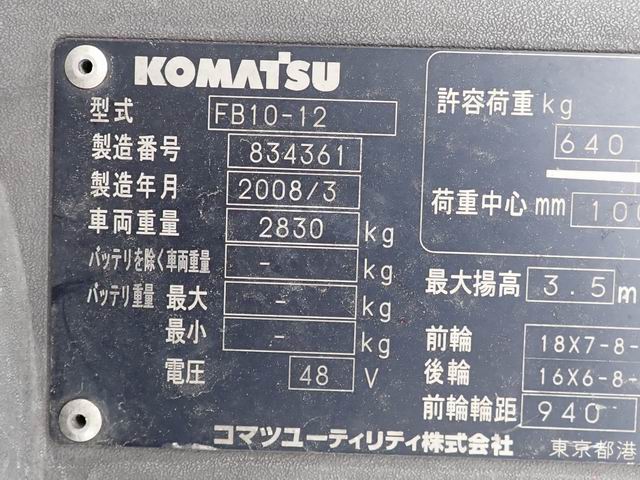 KOMATSU
型式 FB10-12
製造番号 834361
製造年月 2008/3
車両重量 2830 kg
バッテリを除く車両重量 - kg
バッテリ重量 最大 - kg
最小 - kg
電圧 48 V
許容荷重 kg
640
荷重中心 mm
最大揚高 3.5 m
前輪 18X7-8-
後輪 16X6-8-
前輪輪距 940
コマツユーティリティ株式会社 東京都港